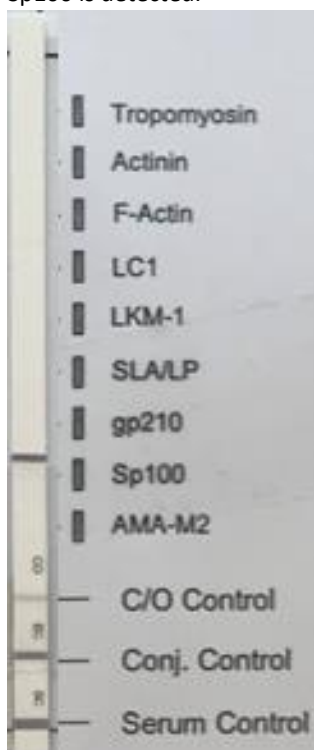 Sp100 is detected.
Tropomyosin
Actinin
F-Actin
LC1
LKM-1
SLA/LP
gp210
Sp100
AMA-M2
C/O Control
Conj. Control
Serum Control